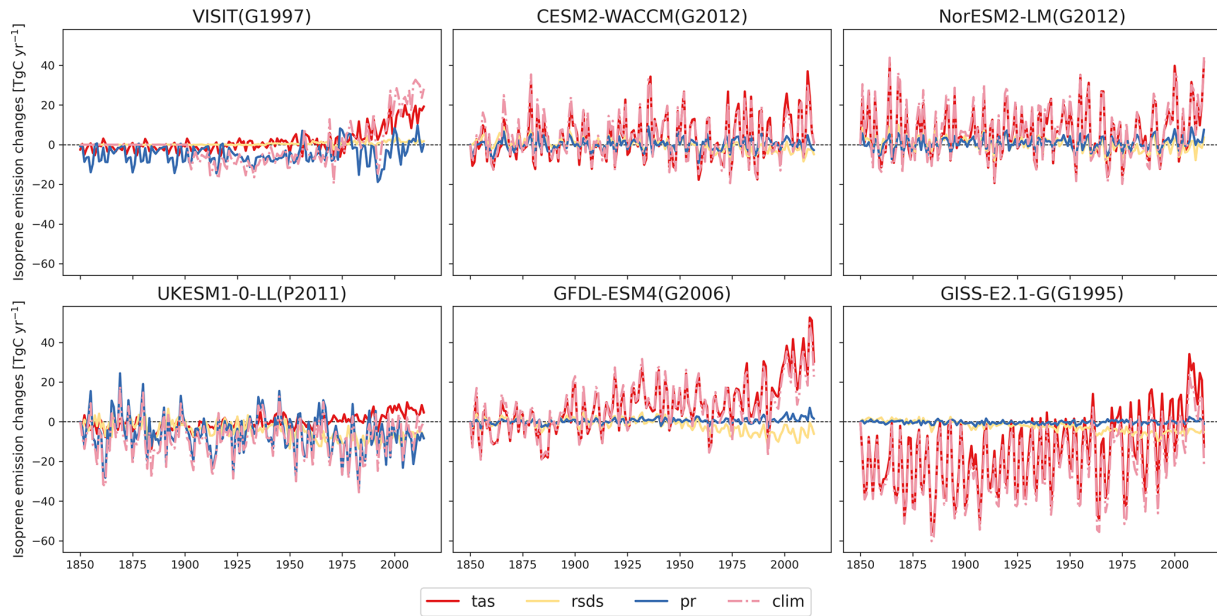 VISIT(G1997)
CESM2-WACCM(G2012)
NorESM2-LM(G2012)
Isoprene emission changes [TgC yr⁻¹]
40
20
0
−20
−40
−60
UKESM1-0-LL(P2011)
GFDL-ESM4(G2006)
GISS-E2.1-G(G1995)
Isoprene emission changes [TgC yr⁻¹]
40
20
0
−20
−40
−60
1850 1875 1900 1925 1950 1975 2000
1850 1875 1900 1925 1950 1975 2000
1850 1875 1900 1925 1950 1975 2000
tas rsds pr clim